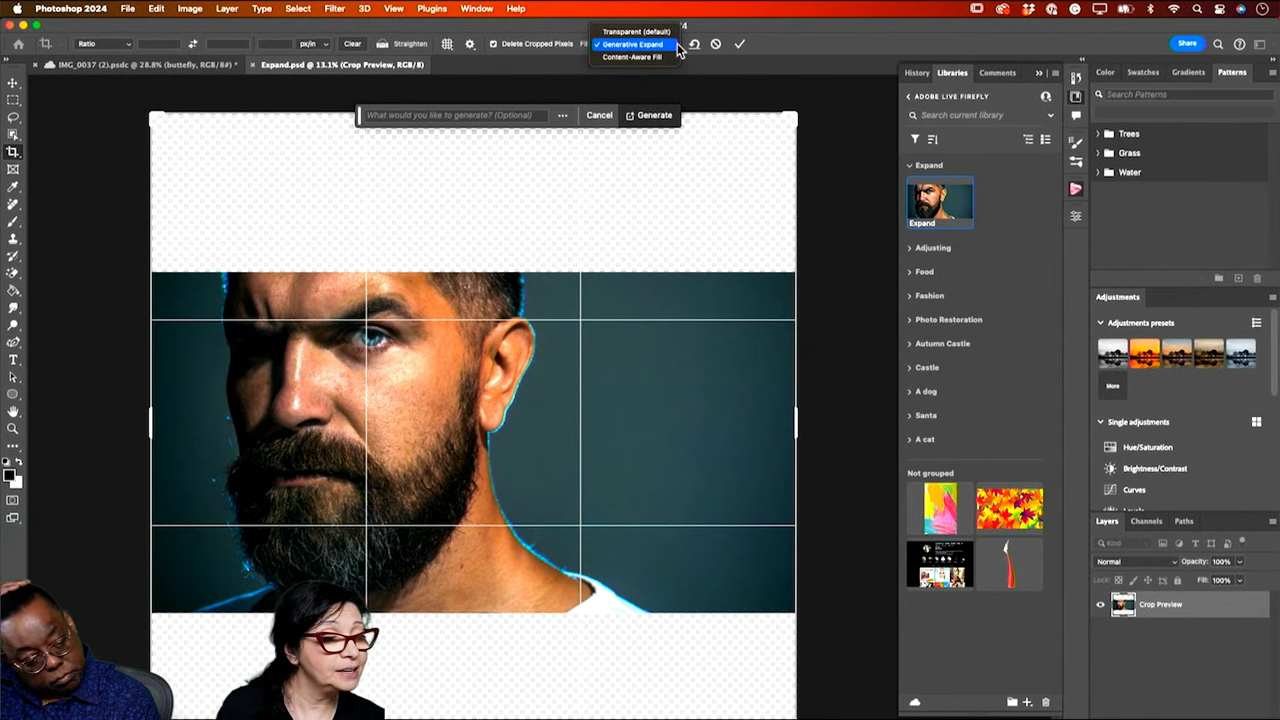 Photoshop 2024 File Edit Image Layer Type Select Filter 3D View Plugins Window Help
Transparent (default)
Ratio px/in Clear Straighten Delete Cropped Pixels Generative Expand Share
Content-Aware Fill
IMG_0037 (2).psdc @ 28.8% (buttefly, RGB/8#) * Expand.psd @ 13.1% (Crop Preview, RGB/8)
History Libraries Comments
Color Swatches Gradients Patterns
ADOBE LIVE FIREFLY
Search Patterns
What would you like to generate? (Optional) Cancel Generate
Search current library
Trees
Grass
Water
Expand
Expand
Adjusting
Food
Fashion
Photo Restoration
Autumn Castle
Castle
A dog
Santa
A cat
Not grouped
Adjustments
Adjustments presets
More
Single adjustments
Hue/Saturation
Brightness/Contrast
Curves
Layers Channels Paths
Kind
Normal Opacity: 100%
Lock: Fill: 100%
Crop Preview